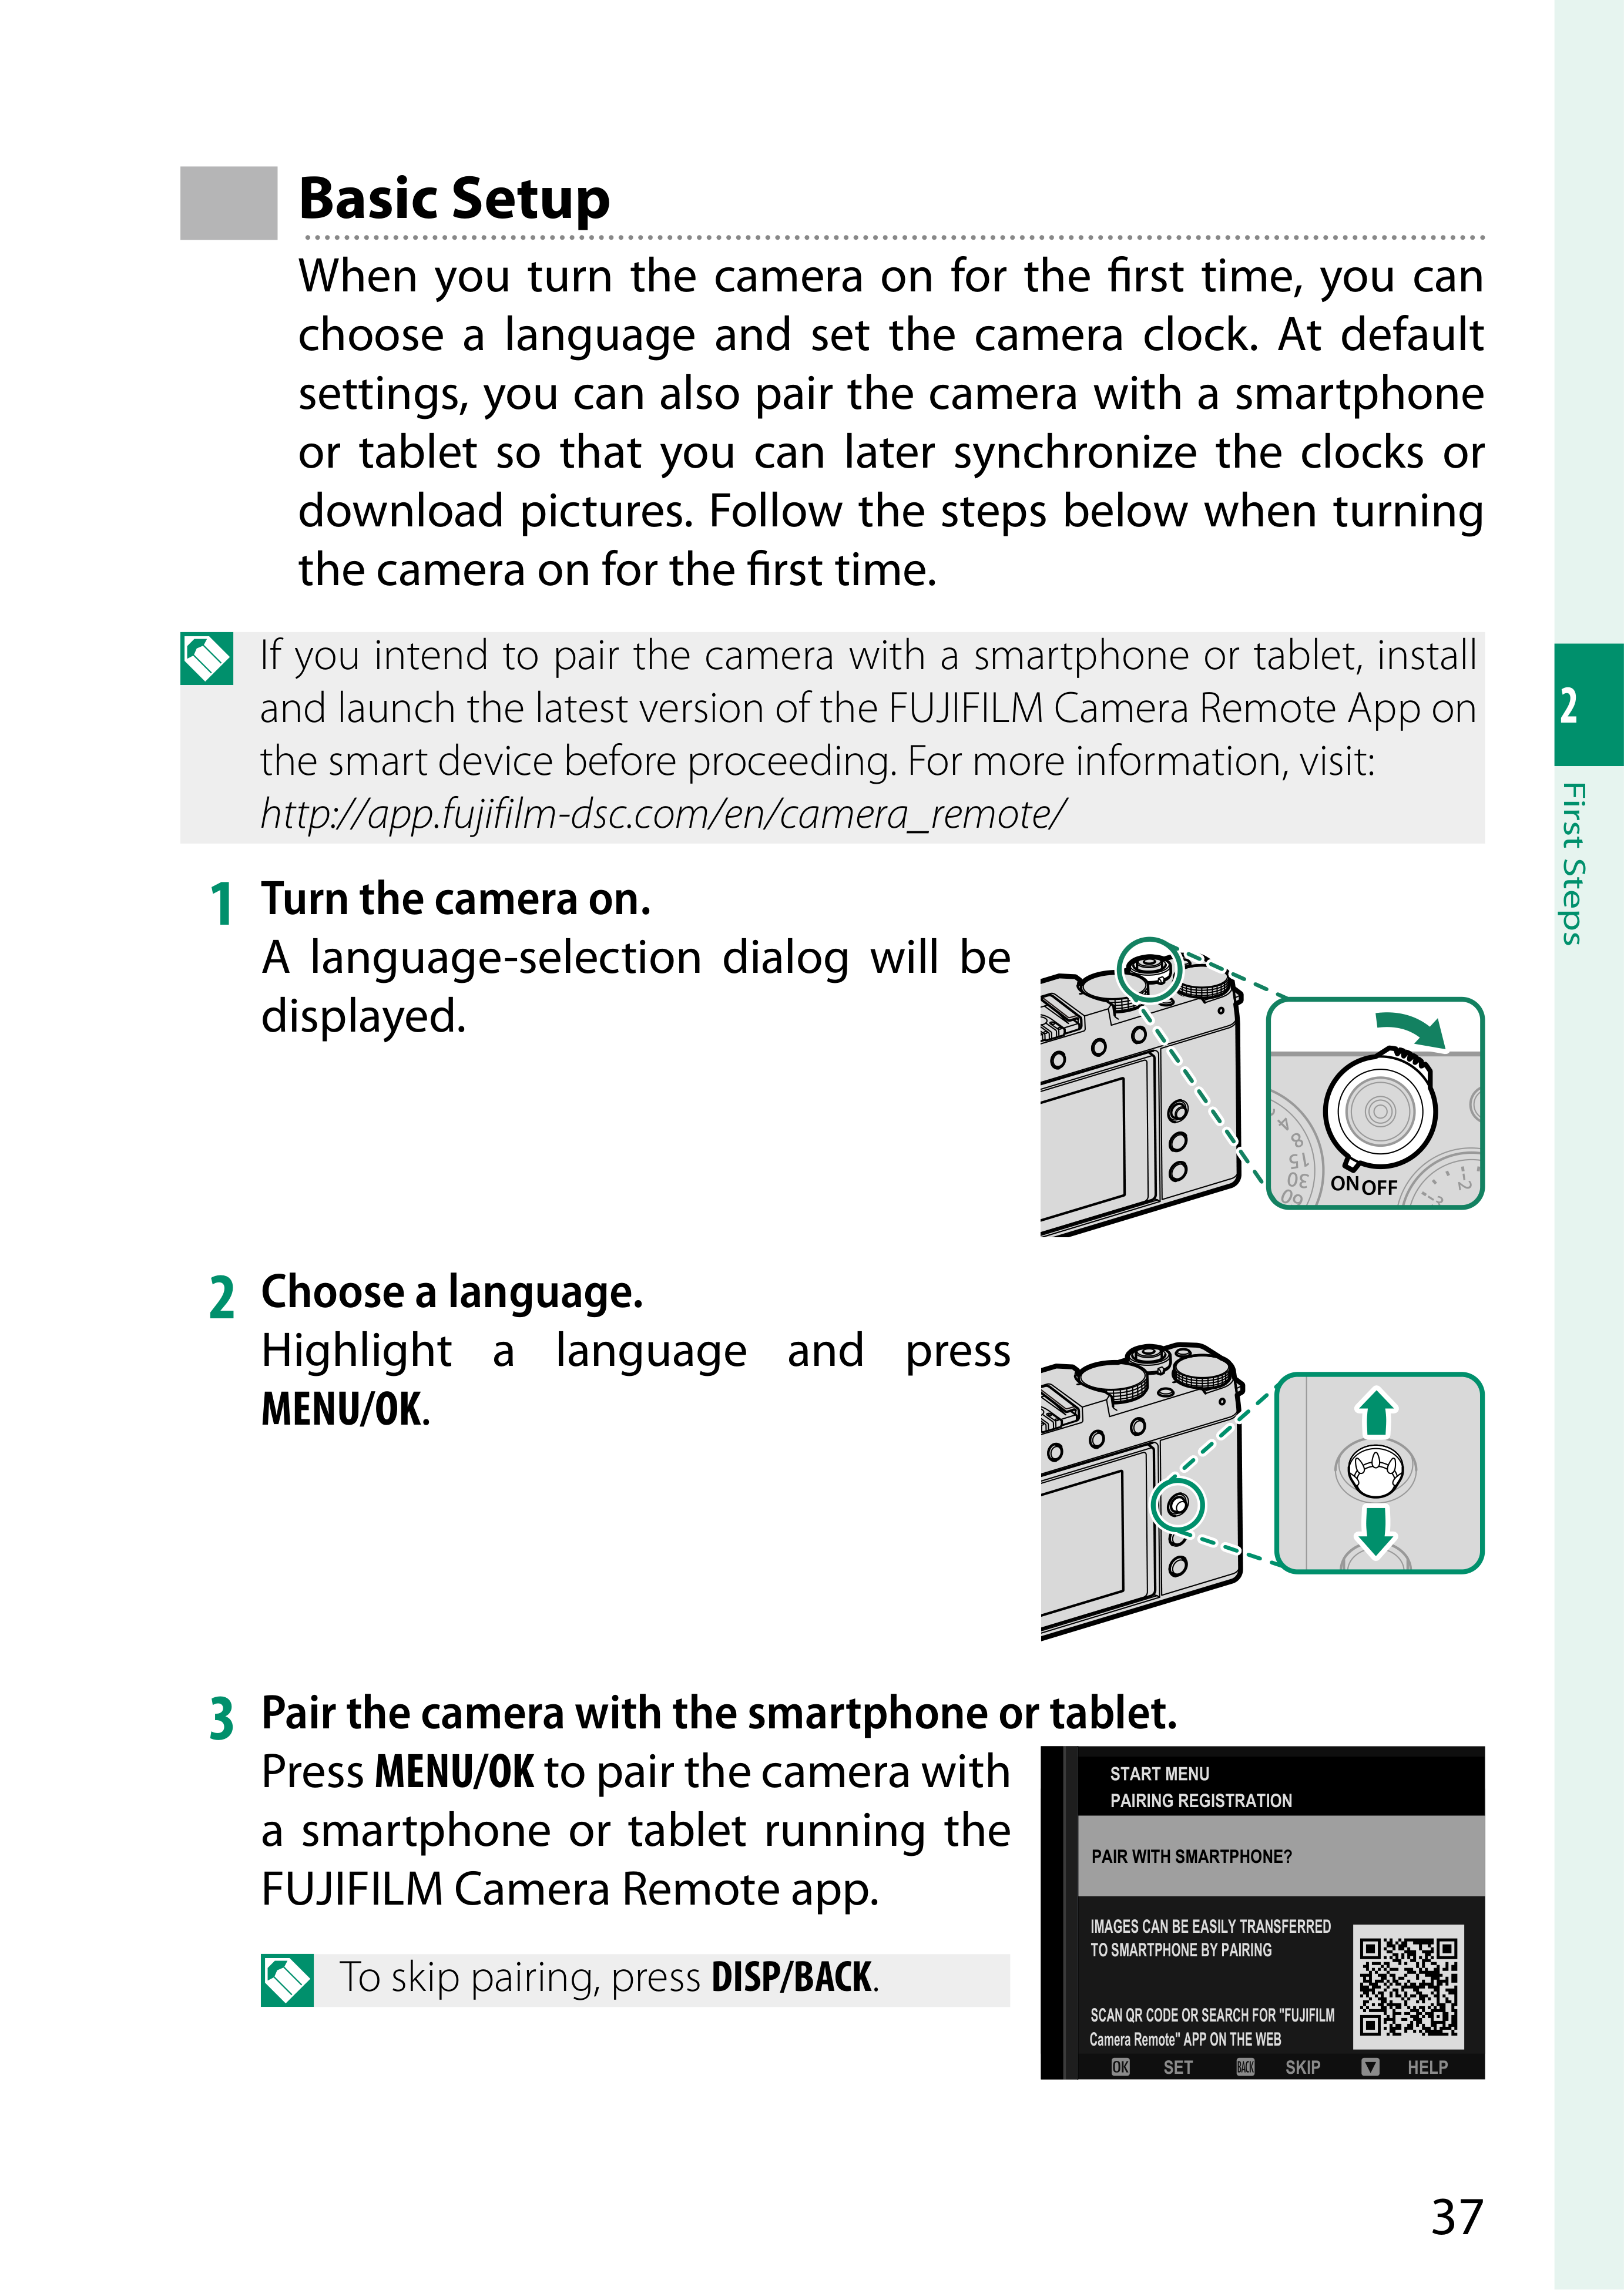 Basic Setup
When you turn the camera on for the first time, you can
choose a language and set the camera clock. At default
settings, you can also pair the camera with a smartphone
or tablet so that you can later synchronize the clocks or
download pictures. Follow the steps below when turning
the camera on for the first time.
If you intend to pair the camera with a smartphone or tablet, install
and launch the latest version of the FUJIFILM Camera Remote App on
the smart device before proceeding. For more information, visit:
http://app.fujifilm-dsc.com/en/camera_remote/
1 Turn the camera on.
A language-selection dialog will be
displayed.
4
8
15
30
60
ON OFF
-3
-2
2 Choose a language.
Highlight a language and press
MENU/OK.
3 Pair the camera with the smartphone or tablet.
Press MENU/OK to pair the camera with
a smartphone or tablet running the
FUJIFILM Camera Remote app.
To skip pairing, press DISP/BACK.
START MENU
PAIRING REGISTRATION
PAIR WITH SMARTPHONE?
IMAGES CAN BE EASILY TRANSFERRED
TO SMARTPHONE BY PAIRING
SCAN QR CODE OR SEARCH FOR "FUJIFILM
Camera Remote" APP ON THE WEB
OK SET BACK SKIP HELP
2
First Steps
37